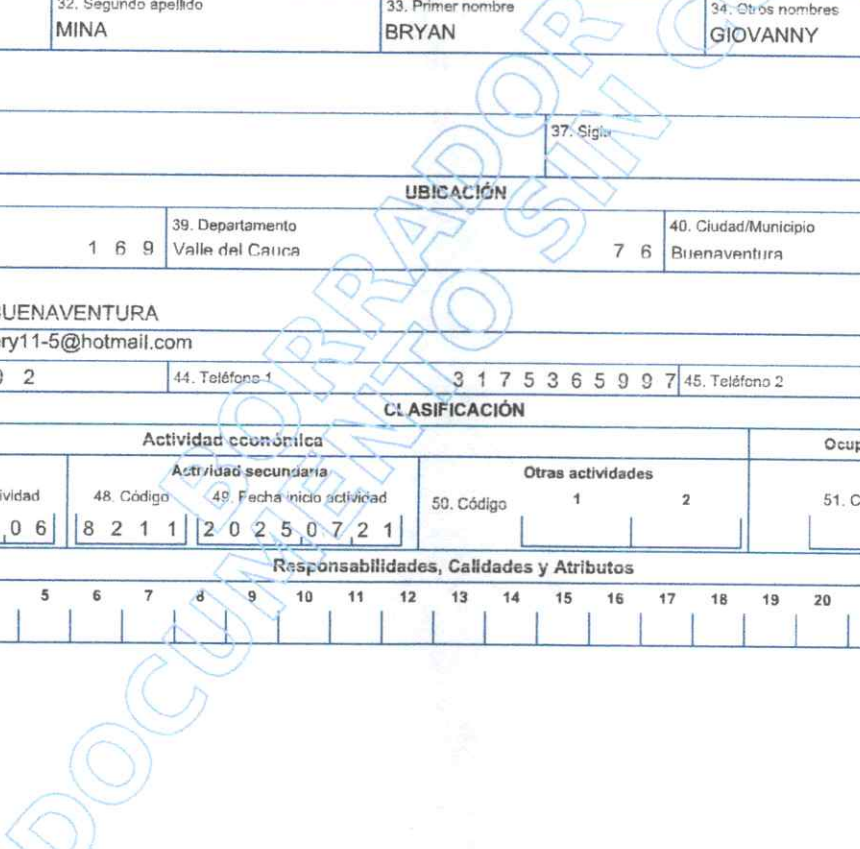 32. Segundo apellido 33. Primer nombre 34. Otros nombres
MINA BRYAN GIOVANNY
37. Sigla
UBICACIÓN
39. Departamento 40. Ciudad/Municipio
1 6 9 Valle del Cauca 7 6 Buenaventura
BUENAVENTURA
ry11-5@hotmail.com
2 44. Teléfono 1 3 1 7 5 3 6 5 9 9 7 45. Teléfono 2
CLASIFICACIÓN
Actividad económica Ocup
Actividad secundaria Otras actividades
ividad 48. Código 49. Fecha inicio actividad 50. Código 1 2 51. C
0 6 8 2 1 1 2 0 2 5 0 7 2 1
Responsabilidades, Calidades y Atributos
5 6 7 8 9 10 11 12 13 14 15 16 17 18 19 20
BORRADOR
DOCUMENTO SIN C